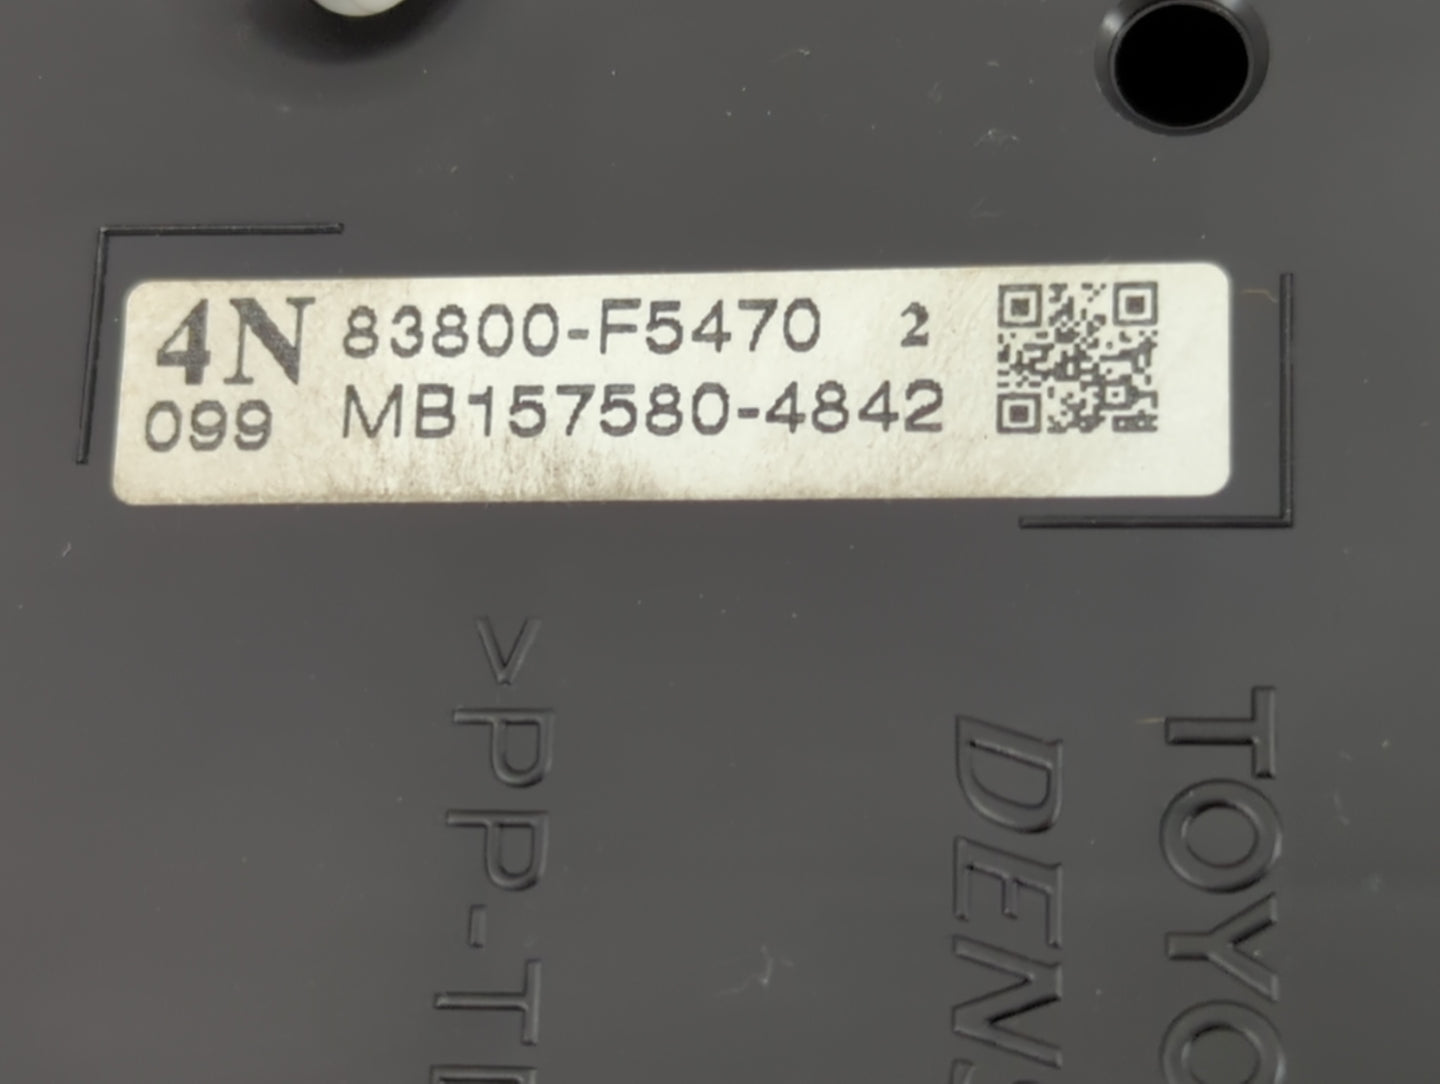 4N 83800-F5470 2
099 MB157580-4842
>PP-T
DENS
TOYO